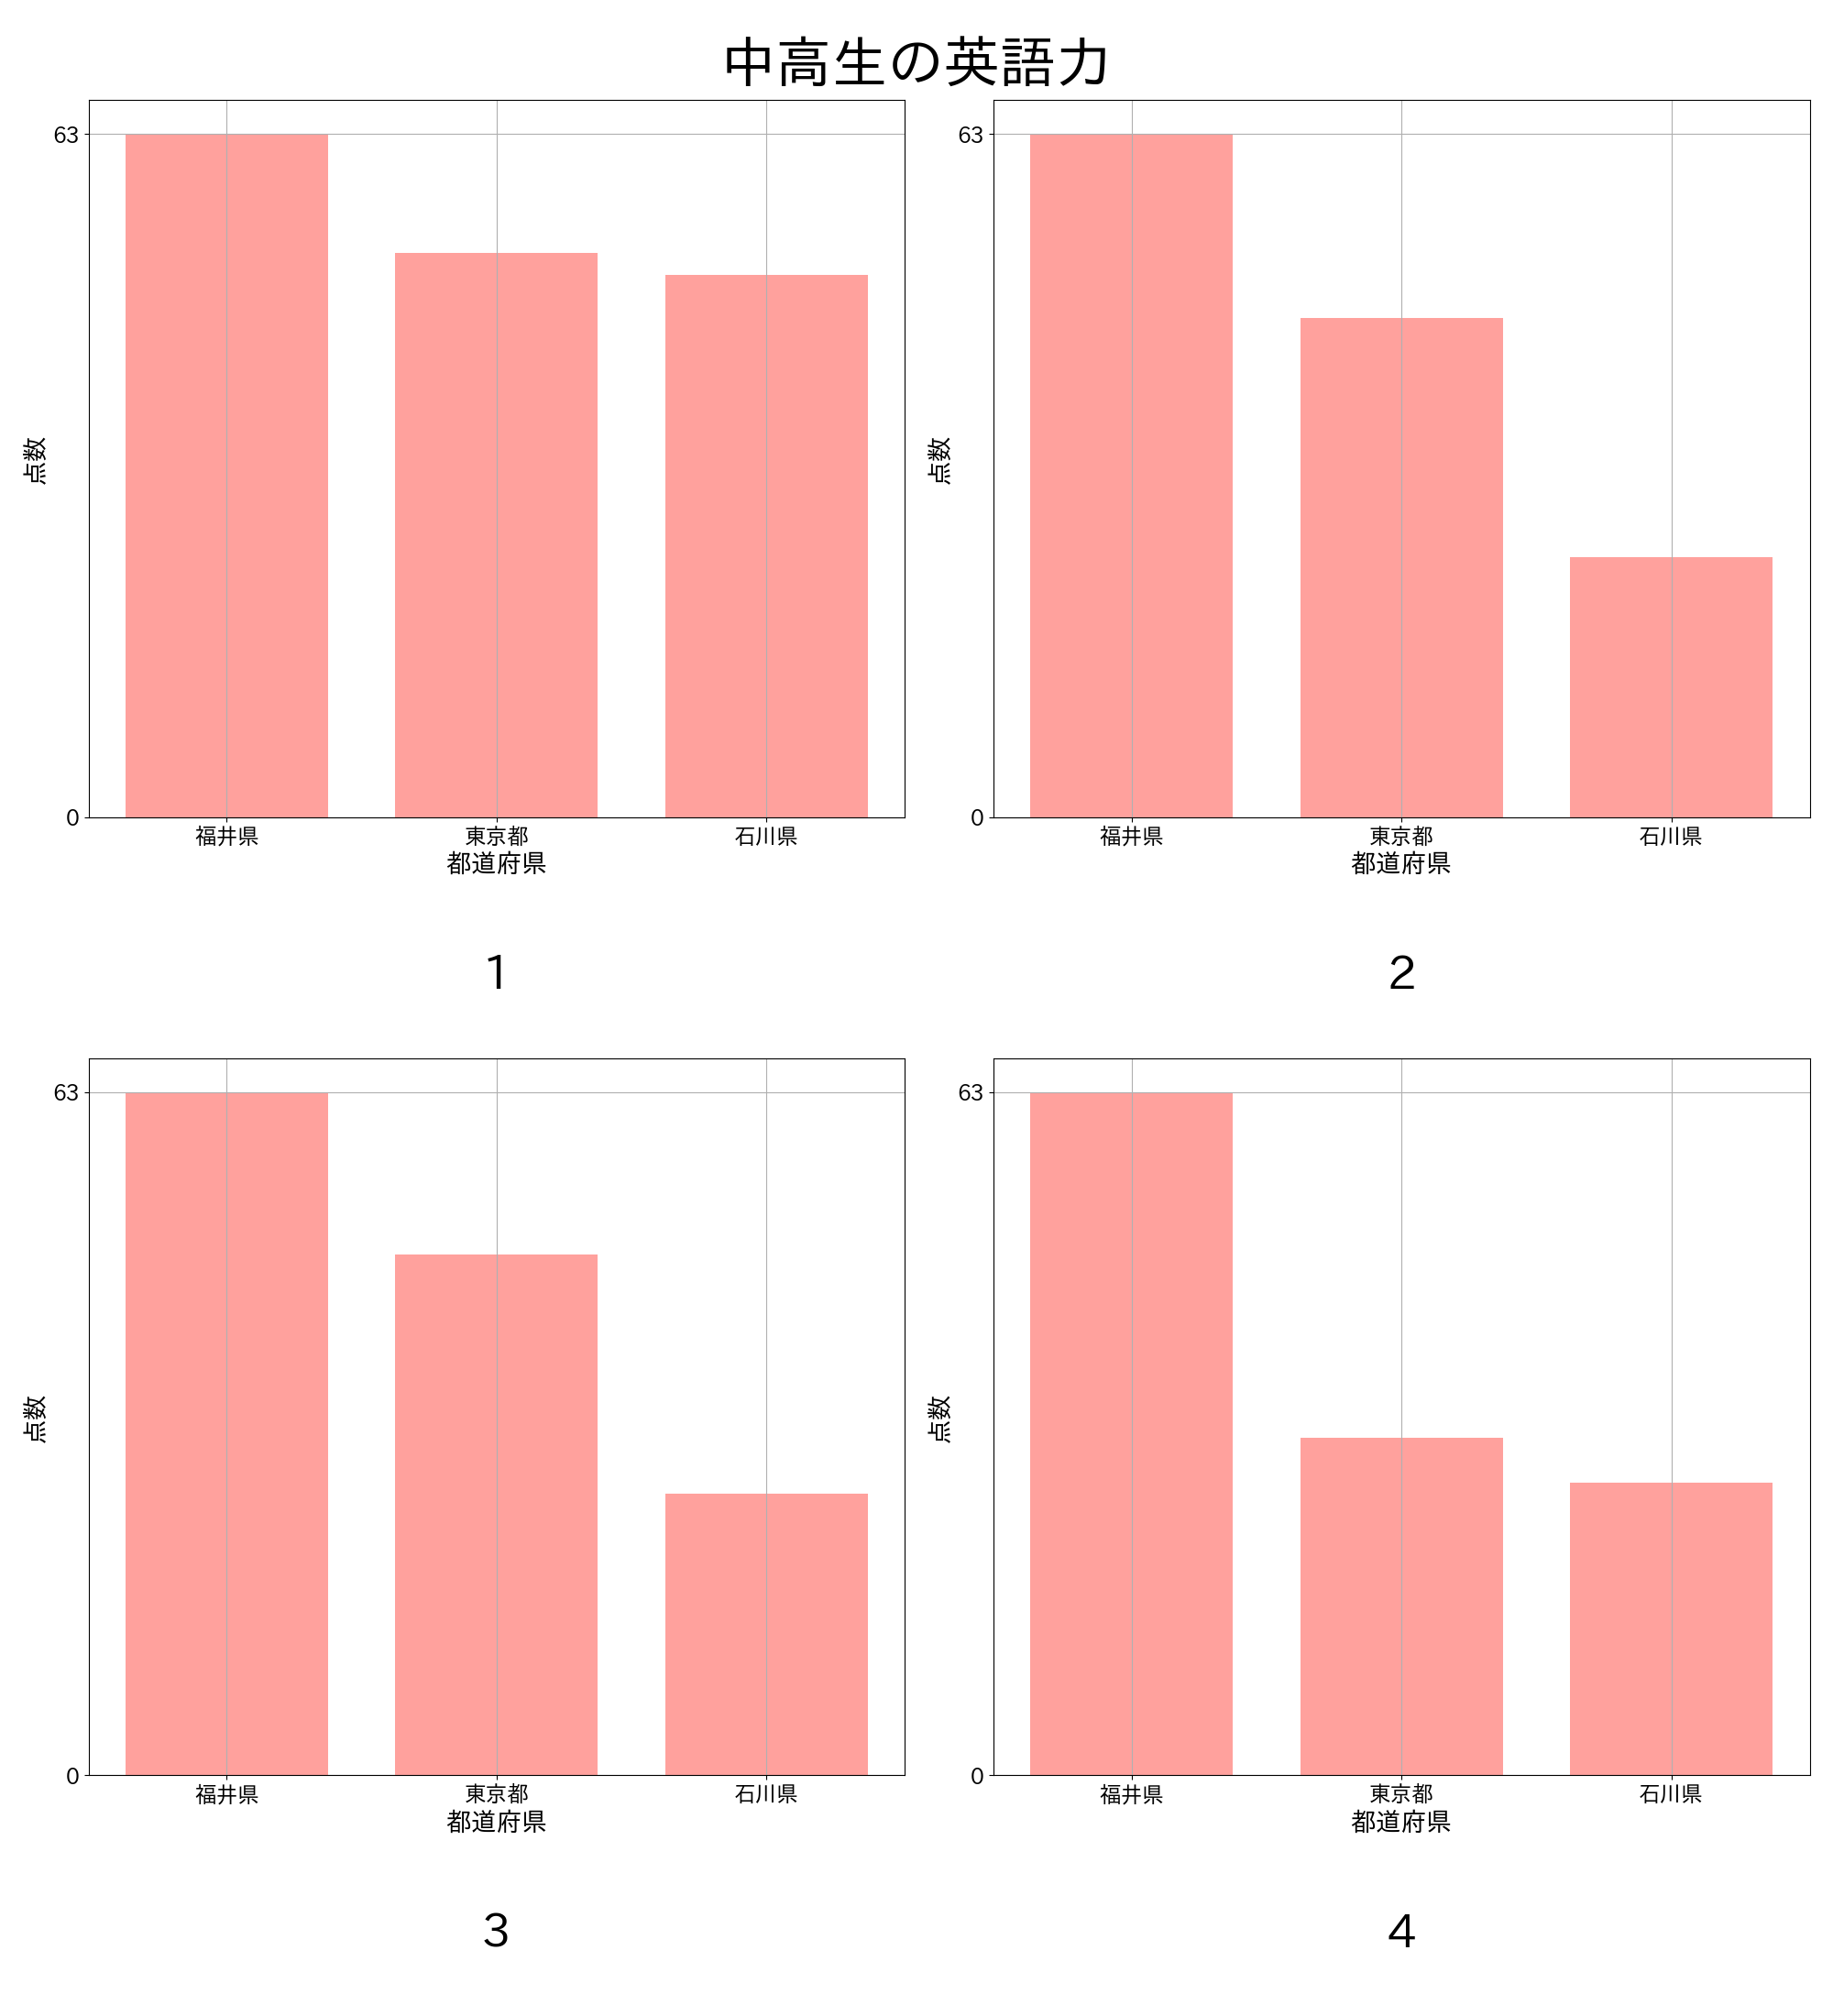 中高生の英語力
63
0
点数
福井県 東京都 石川県
都道府県
1
63
0
点数
福井県 東京都 石川県
都道府県
2
63
0
点数
福井県 東京都 石川県
都道府県
3
63
0
点数
福井県 東京都 石川県
都道府県
4